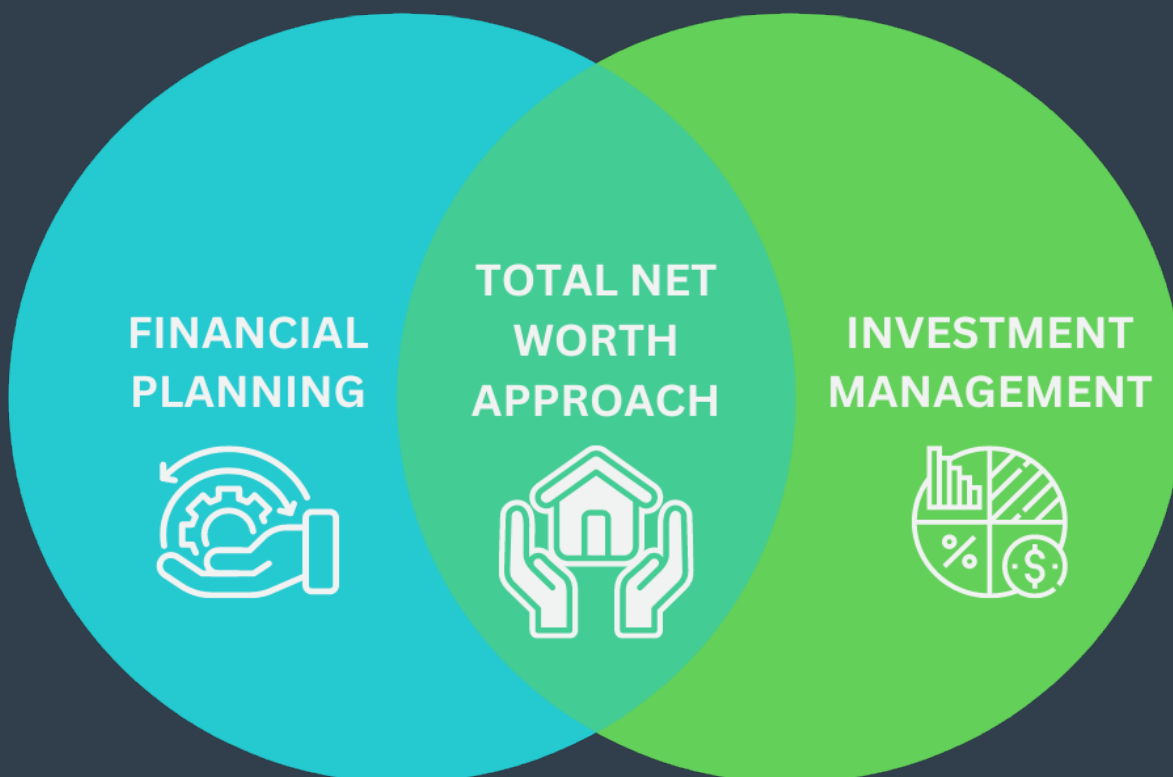 FINANCIAL
PLANNING
TOTAL NET
WORTH
APPROACH
INVESTMENT
MANAGEMENT
%
$